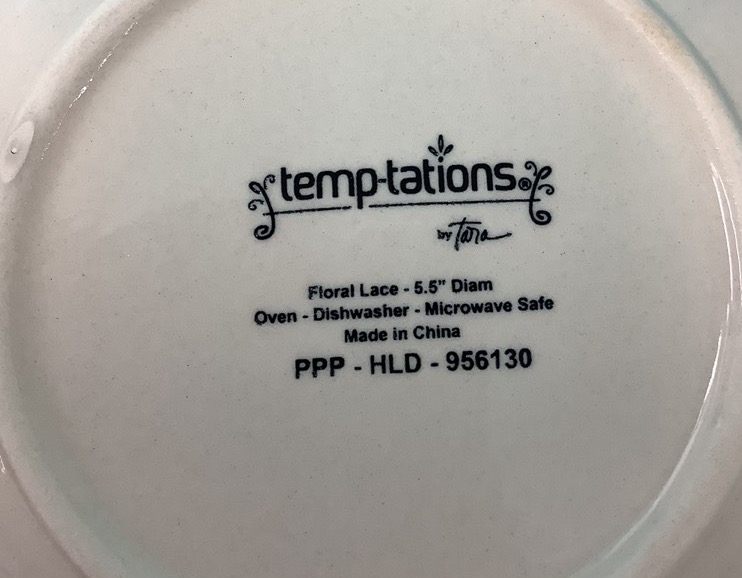 temp-tations®
by Tara
Floral Lace - 5.5" Diam
Oven - Dishwasher - Microwave Safe
Made in China
PPP - HLD - 956130